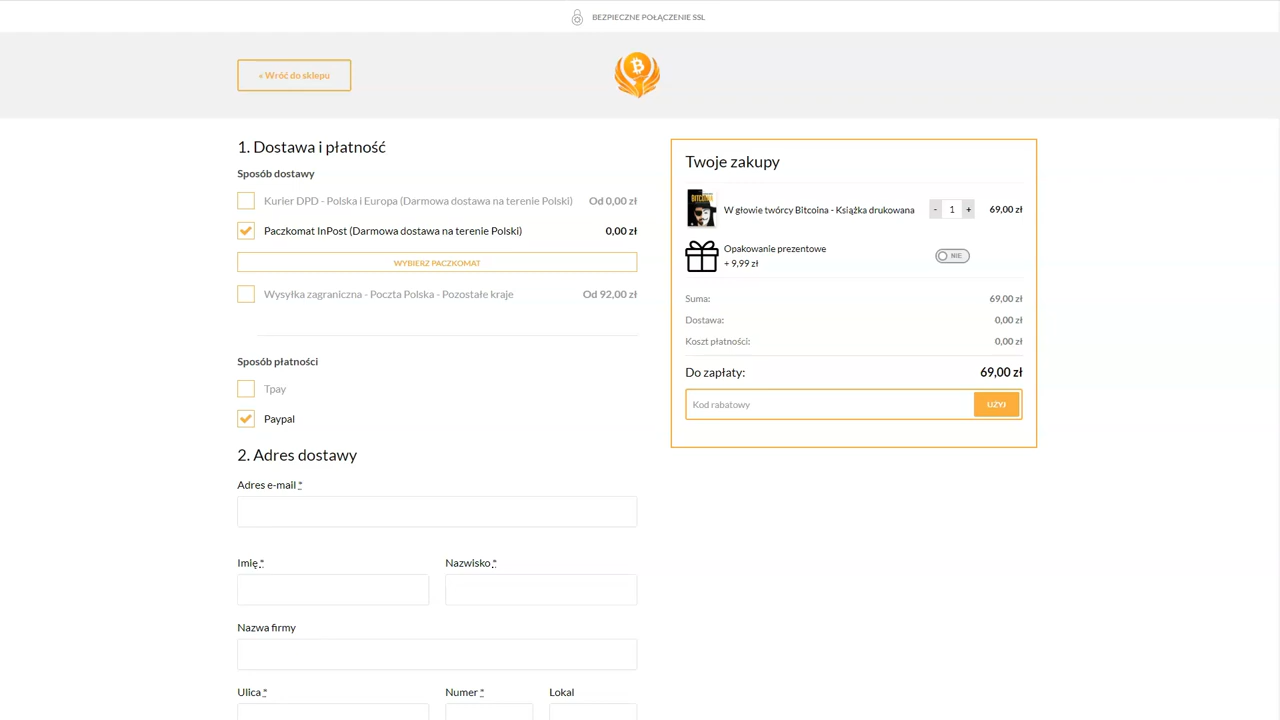 BEZPIECZNE POŁĄCZENIE SSL
« Wróć do sklepu
1. Dostawa i płatność
Sposób dostawy
Kurier DPD - Polska i Europa (Darmowa dostawa na terenie Polski) Od 0,00 zł
Paczkomat InPost (Darmowa dostawa na terenie Polski) 0,00 zł
WYBIERZ PACZKOMAT
Wysyłka zagraniczna - Poczta Polska - Pozostałe kraje Od 92,00 zł
Sposób płatności
Tpay
Paypal
2. Adres dostawy
Adres e-mail *
Imię * Nazwisko *
Nazwa firmy
Ulica * Numer * Lokal
Twoje zakupy
BITCOIN
W głowie twórcy Bitcoina - Książka drukowana - 1 + 69,00 zł
Opakowanie prezentowe
+ 9,99 zł
NIE
Suma: 69,00 zł
Dostawa: 0,00 zł
Koszt płatności: 0,00 zł
Do zapłaty: 69,00 zł
Kod rabatowy UŻYJ